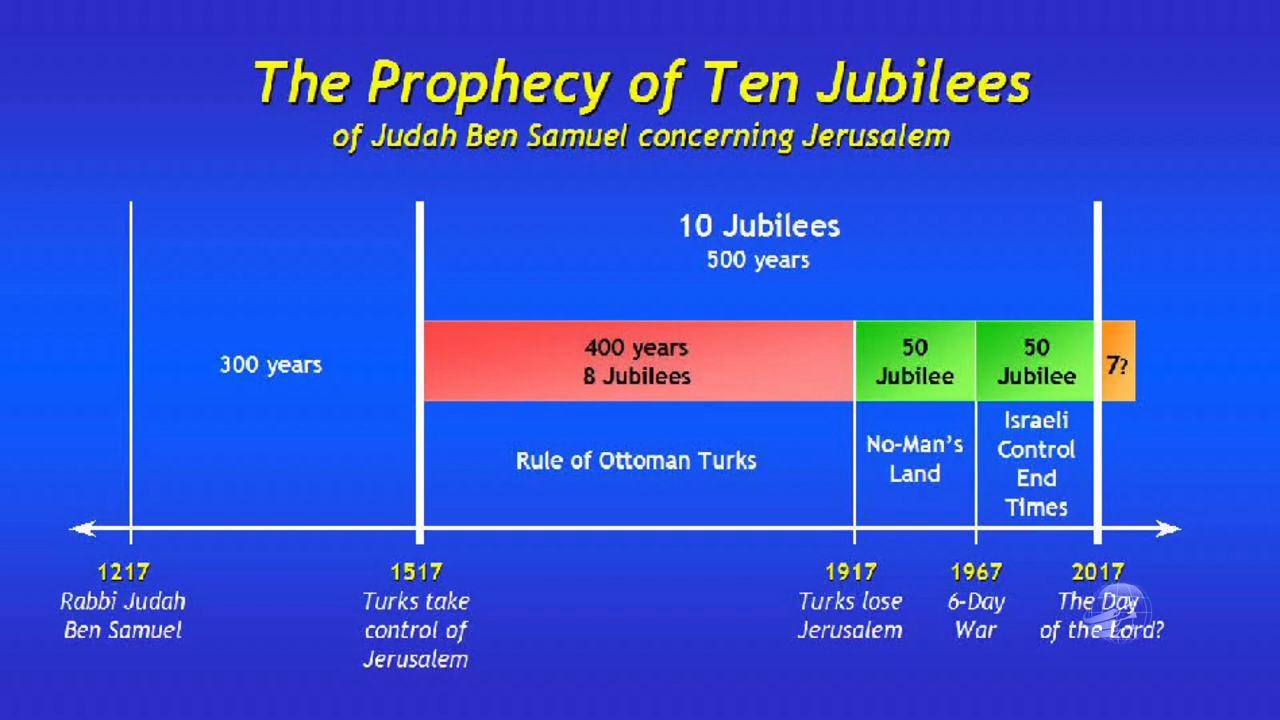 The Prophecy of Ten Jubilees
of Judah Ben Samuel concerning Jerusalem
10 Jubilees
500 years
300 years
400 years
8 Jubilees
50
Jubilee
50
Jubilee
7?
Rule of Ottoman Turks
No-Man's
Land
Israeli
Control
End
Times
1217
Rabbi Judah
Ben Samuel
1517
Turks take
control of
Jerusalem
1917
Turks lose
Jerusalem
1967
6-Day
War
2017
The Day
of the Lord?